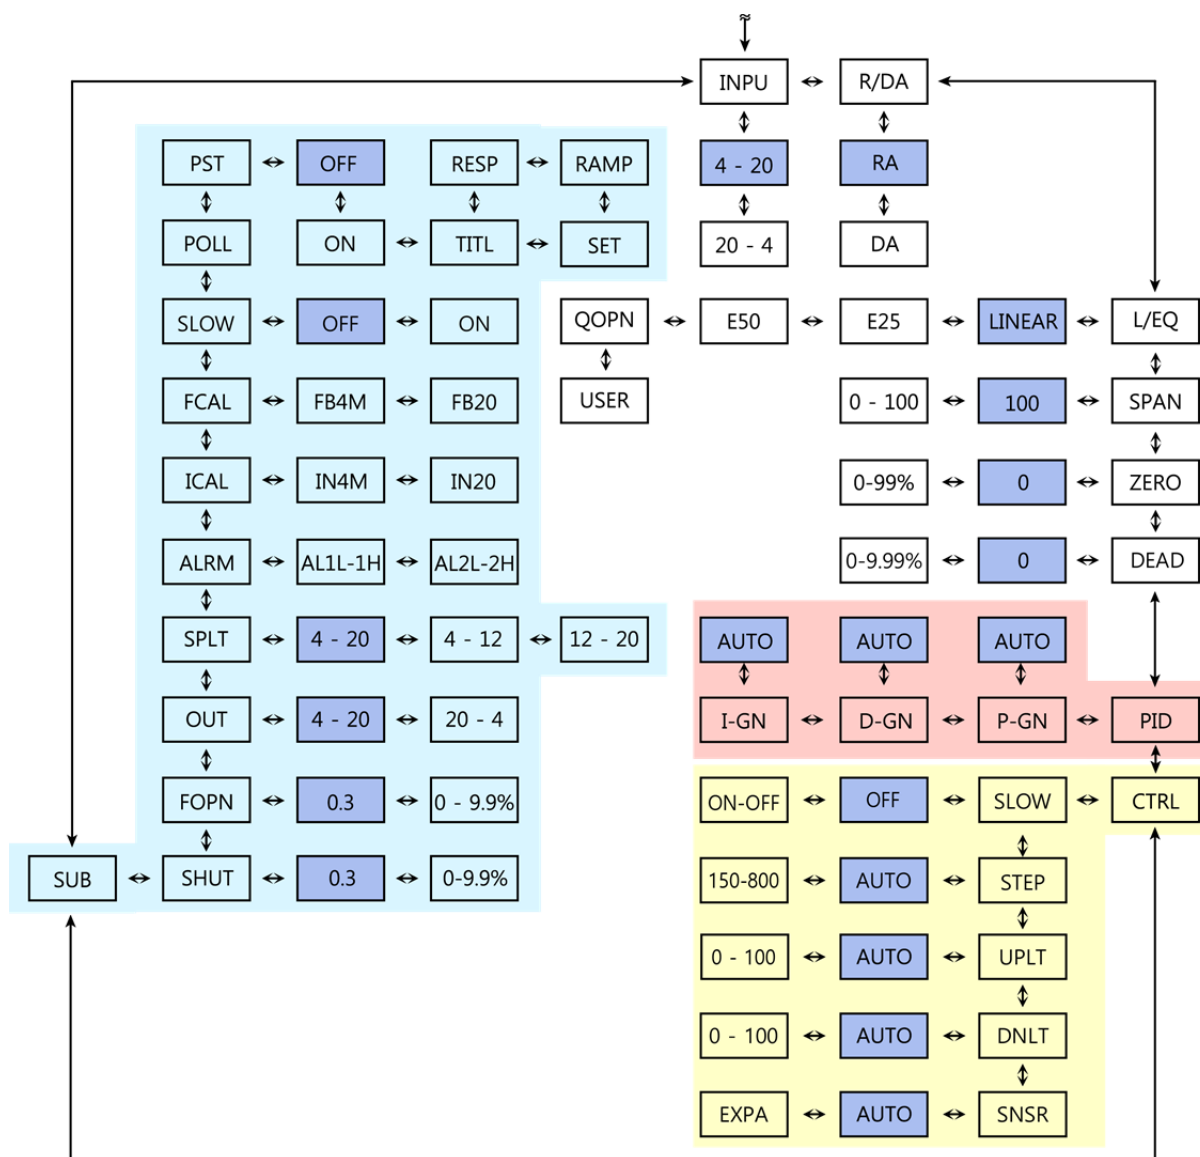 INPU R/DA
PST OFF RESP RAMP 4 - 20 RA
POLL ON TITL SET 20 - 4 DA
SLOW OFF ON QOPN E50 E25 LINEAR L/EQ
FCAL FB4M FB20 USER 0 - 100 100 SPAN
ICAL IN4M IN20 0-99% 0 ZERO
ALRM AL1L-1H AL2L-2H 0-9.99% 0 DEAD
SPLT 4 - 20 4 - 12 12 - 20 AUTO AUTO AUTO
OUT 4 - 20 20 - 4 I-GN D-GN P-GN PID
FOPN 0.3 0 - 9.9% ON-OFF OFF SLOW CTRL
SUB SHUT 0.3 0-9.9% 150-800 AUTO STEP
0 - 100 AUTO UPLT
0 - 100 AUTO DNLT
EXPA AUTO SNSR